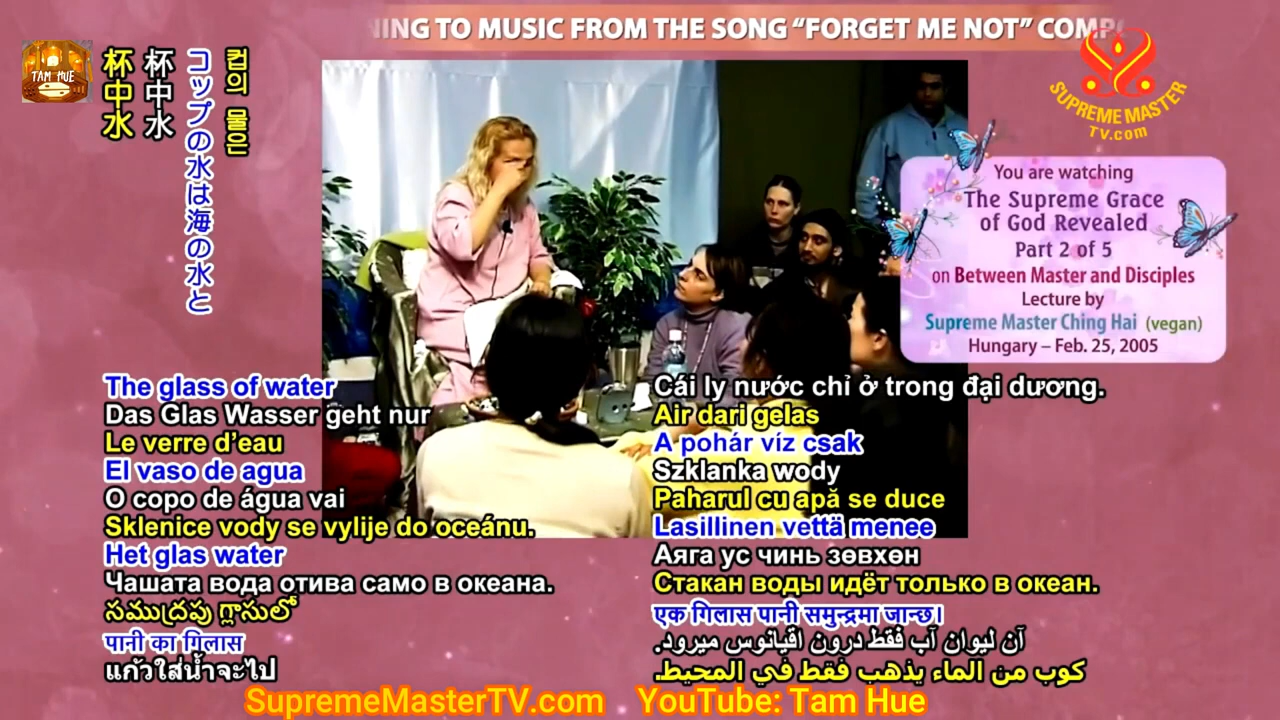 NING TO MUSIC FROM THE SONG “FORGET ME NOT” COMP
TAM HUE
杯中水
杯中水
コップの水は海の水と
컵의 물은
SUPREME MASTER
TV.com
You are watching
The Supreme Grace
of God Revealed
Part 2 of 5
on Between Master and Disciples
Lecture by
Supreme Master Ching Hai (vegan)
Hungary – Feb. 25, 2005
The glass of water
Das Glas Wasser geht nur
Le verre d’eau
El vaso de agua
O copo de água vai
Sklenice vody se vylije do oceánu.
Het glas water
Чашата вода отива само в океана.
సముద్రపు గ్లాసులో
पानी का गिलास
แก้วใส่น้ำจะไป
Cái ly nước chỉ ở trong đại dương.
Air dari gelas
A pohár víz csak
Szklanka wody
Paharul cu apă se duce
Lasillinen vettä menee
Аяга ус чинь зөвхөн
Стакан воды идёт только в океан.
एक गिलास पानी समुन्द्रमा जान्छ।
آن لیوان آب فقط درون اقیانوس میرود.
كوب من الماء يذهب فقط في المحيط.
SupremeMasterTV.com YouTube: Tam Hue